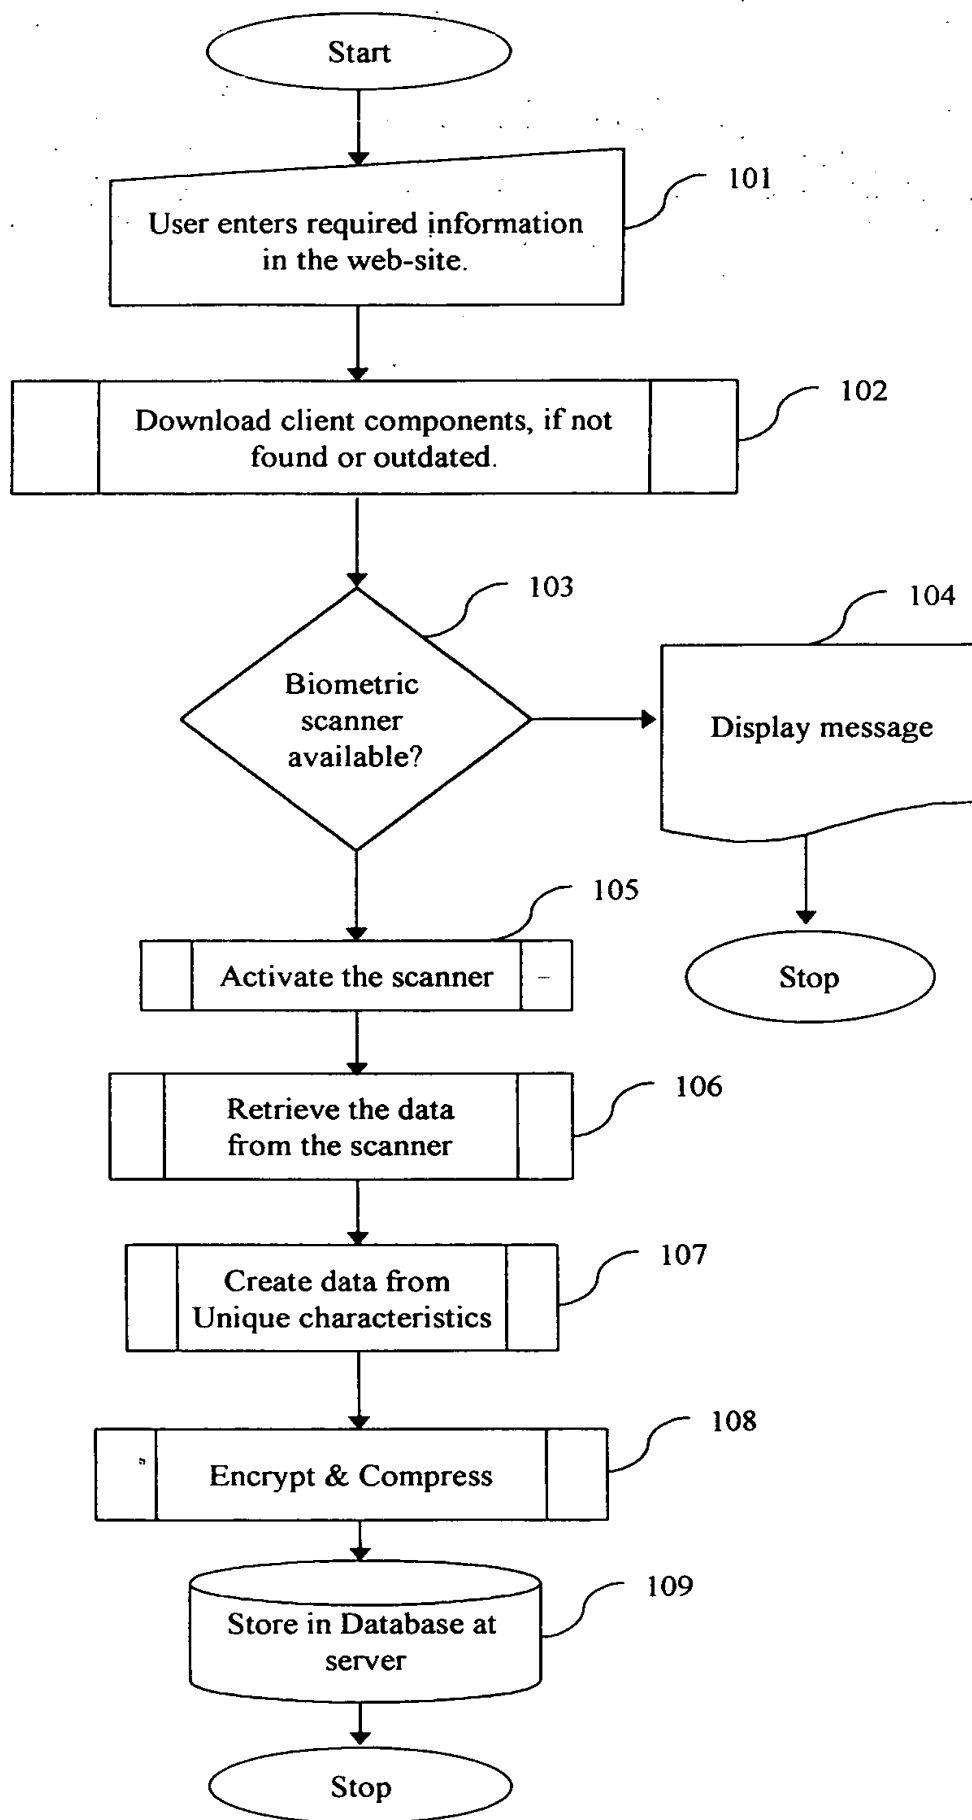 Start
101
User enters required information
in the web-site.
102
Download client components, if not
found or outdated.
103
104
Biometric
scanner
available?
Display message
105
Activate the scanner
Stop
106
Retrieve the data
from the scanner
107
Create data from
Unique characteristics
108
Encrypt & Compress
109
Store in Database at
server
Stop